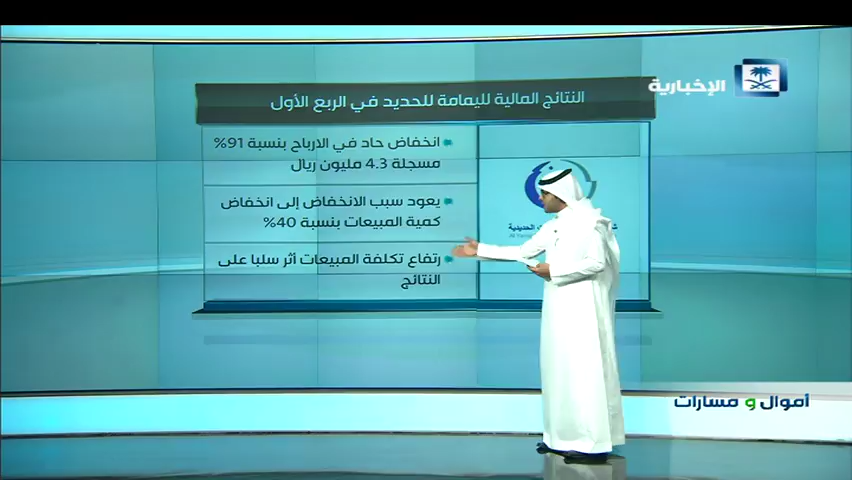 الإخبارية
النتائج المالية لليمامة للحديد في الربع الأول
انخفاض حاد في الارباح بنسبة 91%
مسجلة 4.3 مليون ريال
يعود سبب الانخفاض إلى انخفاض
كمية المبيعات بنسبة 40%
رتفاع تكلفة المبيعات أثر سلبا على
النتائج
الحديدية
أموال و مسارات